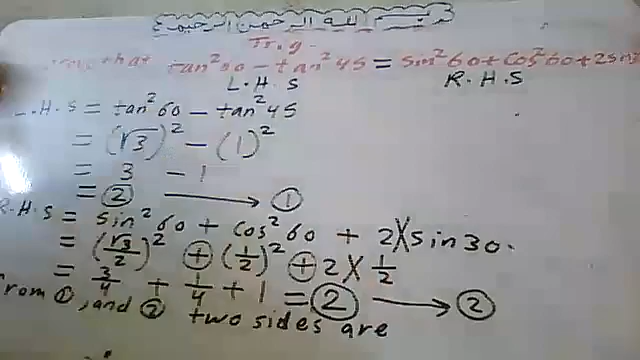 بسم الله الرحمن الرحيم
Trig.
that tan²60 - tan²45 = sin²60 + cos²60 + 2sin
L.H.S R.H.S
L.H.S = tan²60 - tan²45
= (√3)² - (1)²
= 3 - 1
= 2 → 1
R.H.S = sin²60 + cos²60 + 2×sin30.
= (√3/2)² + (1/2)² + 2 × 1/2
= 3/4 + 1/4 + 1 = 2 → 2
From 1, and 2 two sides are